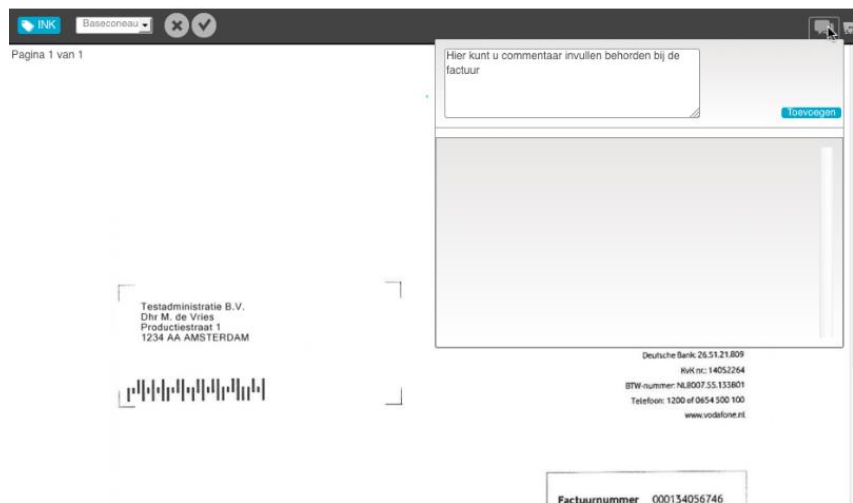 INK
Baseconeau
Pagina 1 van 1
Hier kunt u commentaar invullen behorden bij de
factuur
Toevoegen
Testadministratie B.V.
Dhr M. de Vries
Productiestraat 1
1234 AA AMSTERDAM
Deutsche Bank: 26.51.21.809
KvK nr.: 14052264
BTW-nummer: NL8007.55.133B01
Telefoon: 1200 of 0654 500 100
www.vodafone.nl
Factuurnummer 000134056746